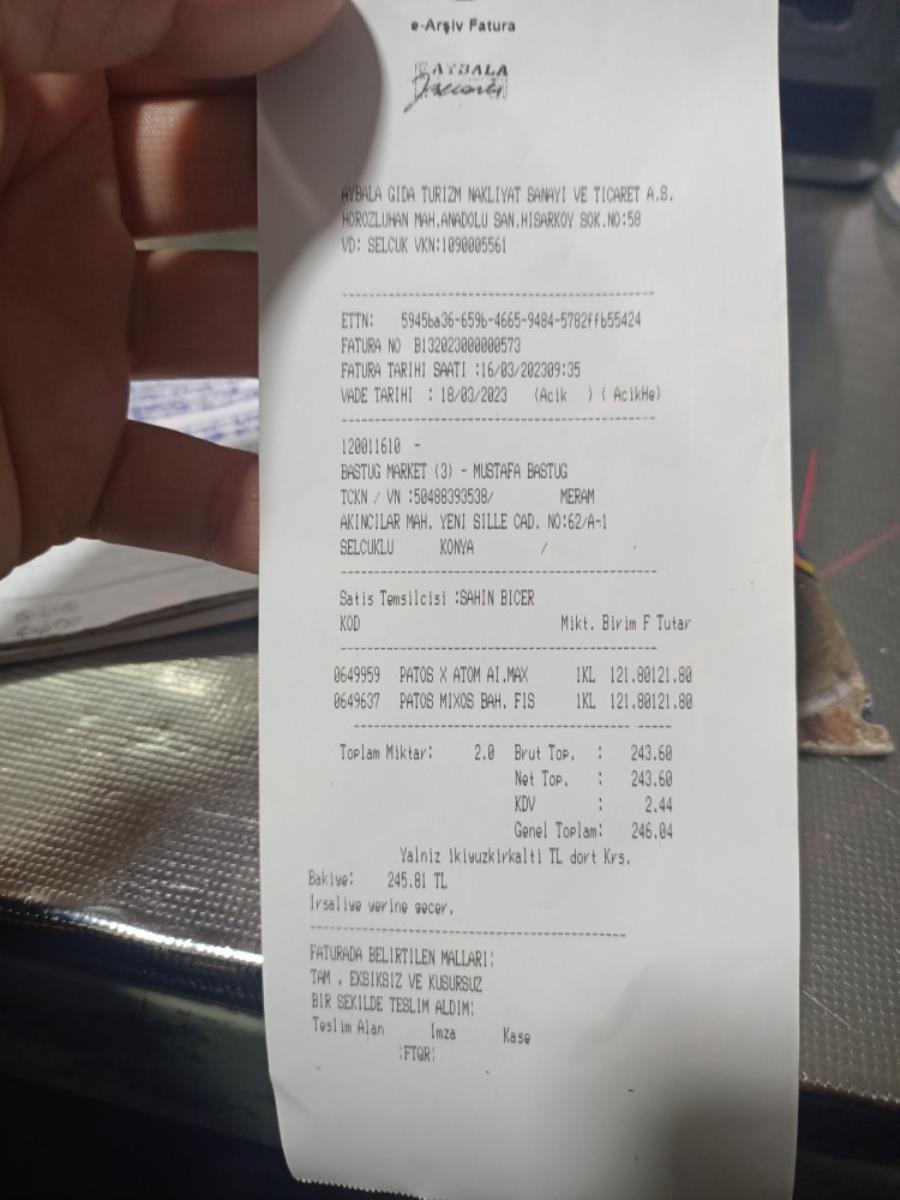 e-Arşiv Fatura
AYBALA
AYBALA GIDA TURIZM NAKLIYAT SANAYI VE TICARET A.S.
HOROZLUHAN MAH.ANADOLU SAN.HISARKOY SOK.NO:58
VD: SELCUK VKN:1090005561
ETTN: 5945ba36-659b-4665-9484-5782ffb55424
FATURA NO B132023000000573
FATURA TARIHI SAATI :16/03/202309:35
VADE TARIHI : 18/03/2023 (Acik ) ( AcikHe)
120011610 -
BASTUG MARKET (3) - MUSTAFA BASTUG
TCKN / VN :50488393538/ MERAM
AKINCILAR MAH. YENI SILLE CAD. NO:62/A-1
SELCUKLU KONYA /
Satis Temsilcisi :SAHIN BICER
KOD Mikt. Birim F Tutar
0649959 PATOS X ATOM AI.MAX 1KL 121.80121.80
0649637 PATOS MIXOS BAH. FIS 1KL 121.80121.80
Toplam Miktar: 2.0 Brut Top. : 243.60
Net Top. : 243.60
KDV : 2.44
Genel Toplam: 246.04
Yalniz ikiyuzkirkalti TL dort Krs.
Bakiye: 245.81 TL
Irsaliye yerine gecer.
FATURADA BELIRTILEN MALLARI:
TAM , EKSIKSIZ VE KUSURSUZ
BIR SEKILDE TESLIM ALDIM:
Teslim Alan Imza Kase
:FTQR: